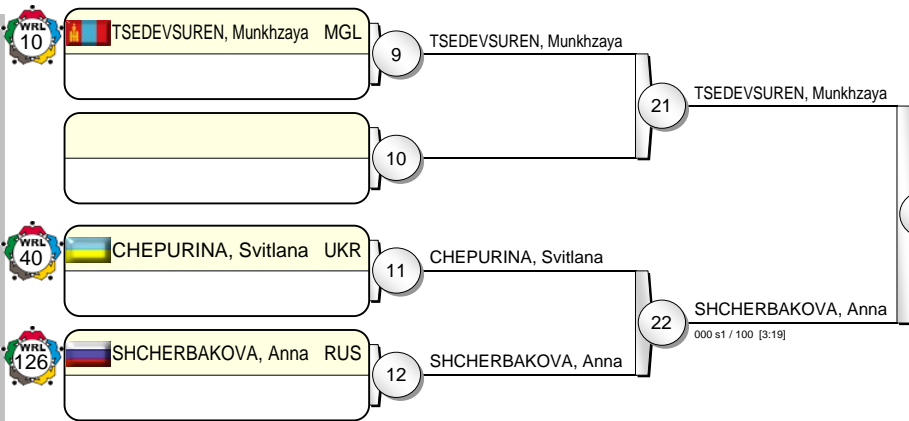 WRL
10
TSEDEVSUREN, Munkhzaya MGL
9
TSEDEVSUREN, Munkhzaya
21
TSEDEVSUREN, Munkhzaya
10
WRL
40
CHEPURINA, Svitlana UKR
11
CHEPURINA, Svitlana
22
SHCHERBAKOVA, Anna
000 s1 / 100 [3:19]
WRL
126
SHCHERBAKOVA, Anna RUS
12
SHCHERBAKOVA, Anna